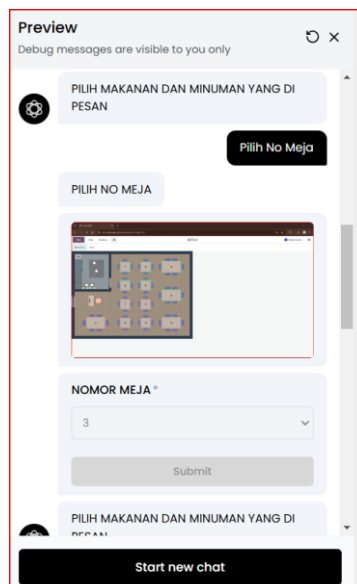 Preview
Debug messages are visible to you only
PILIH MAKANAN DAN MINUMAN YANG DI
PESAN
Pilih No Meja
PILIH NO MEJA
NOMOR MEJA *
3
Submit
PILIH MAKANAN DAN MINUMAN YANG DI
PESAN
Start new chat